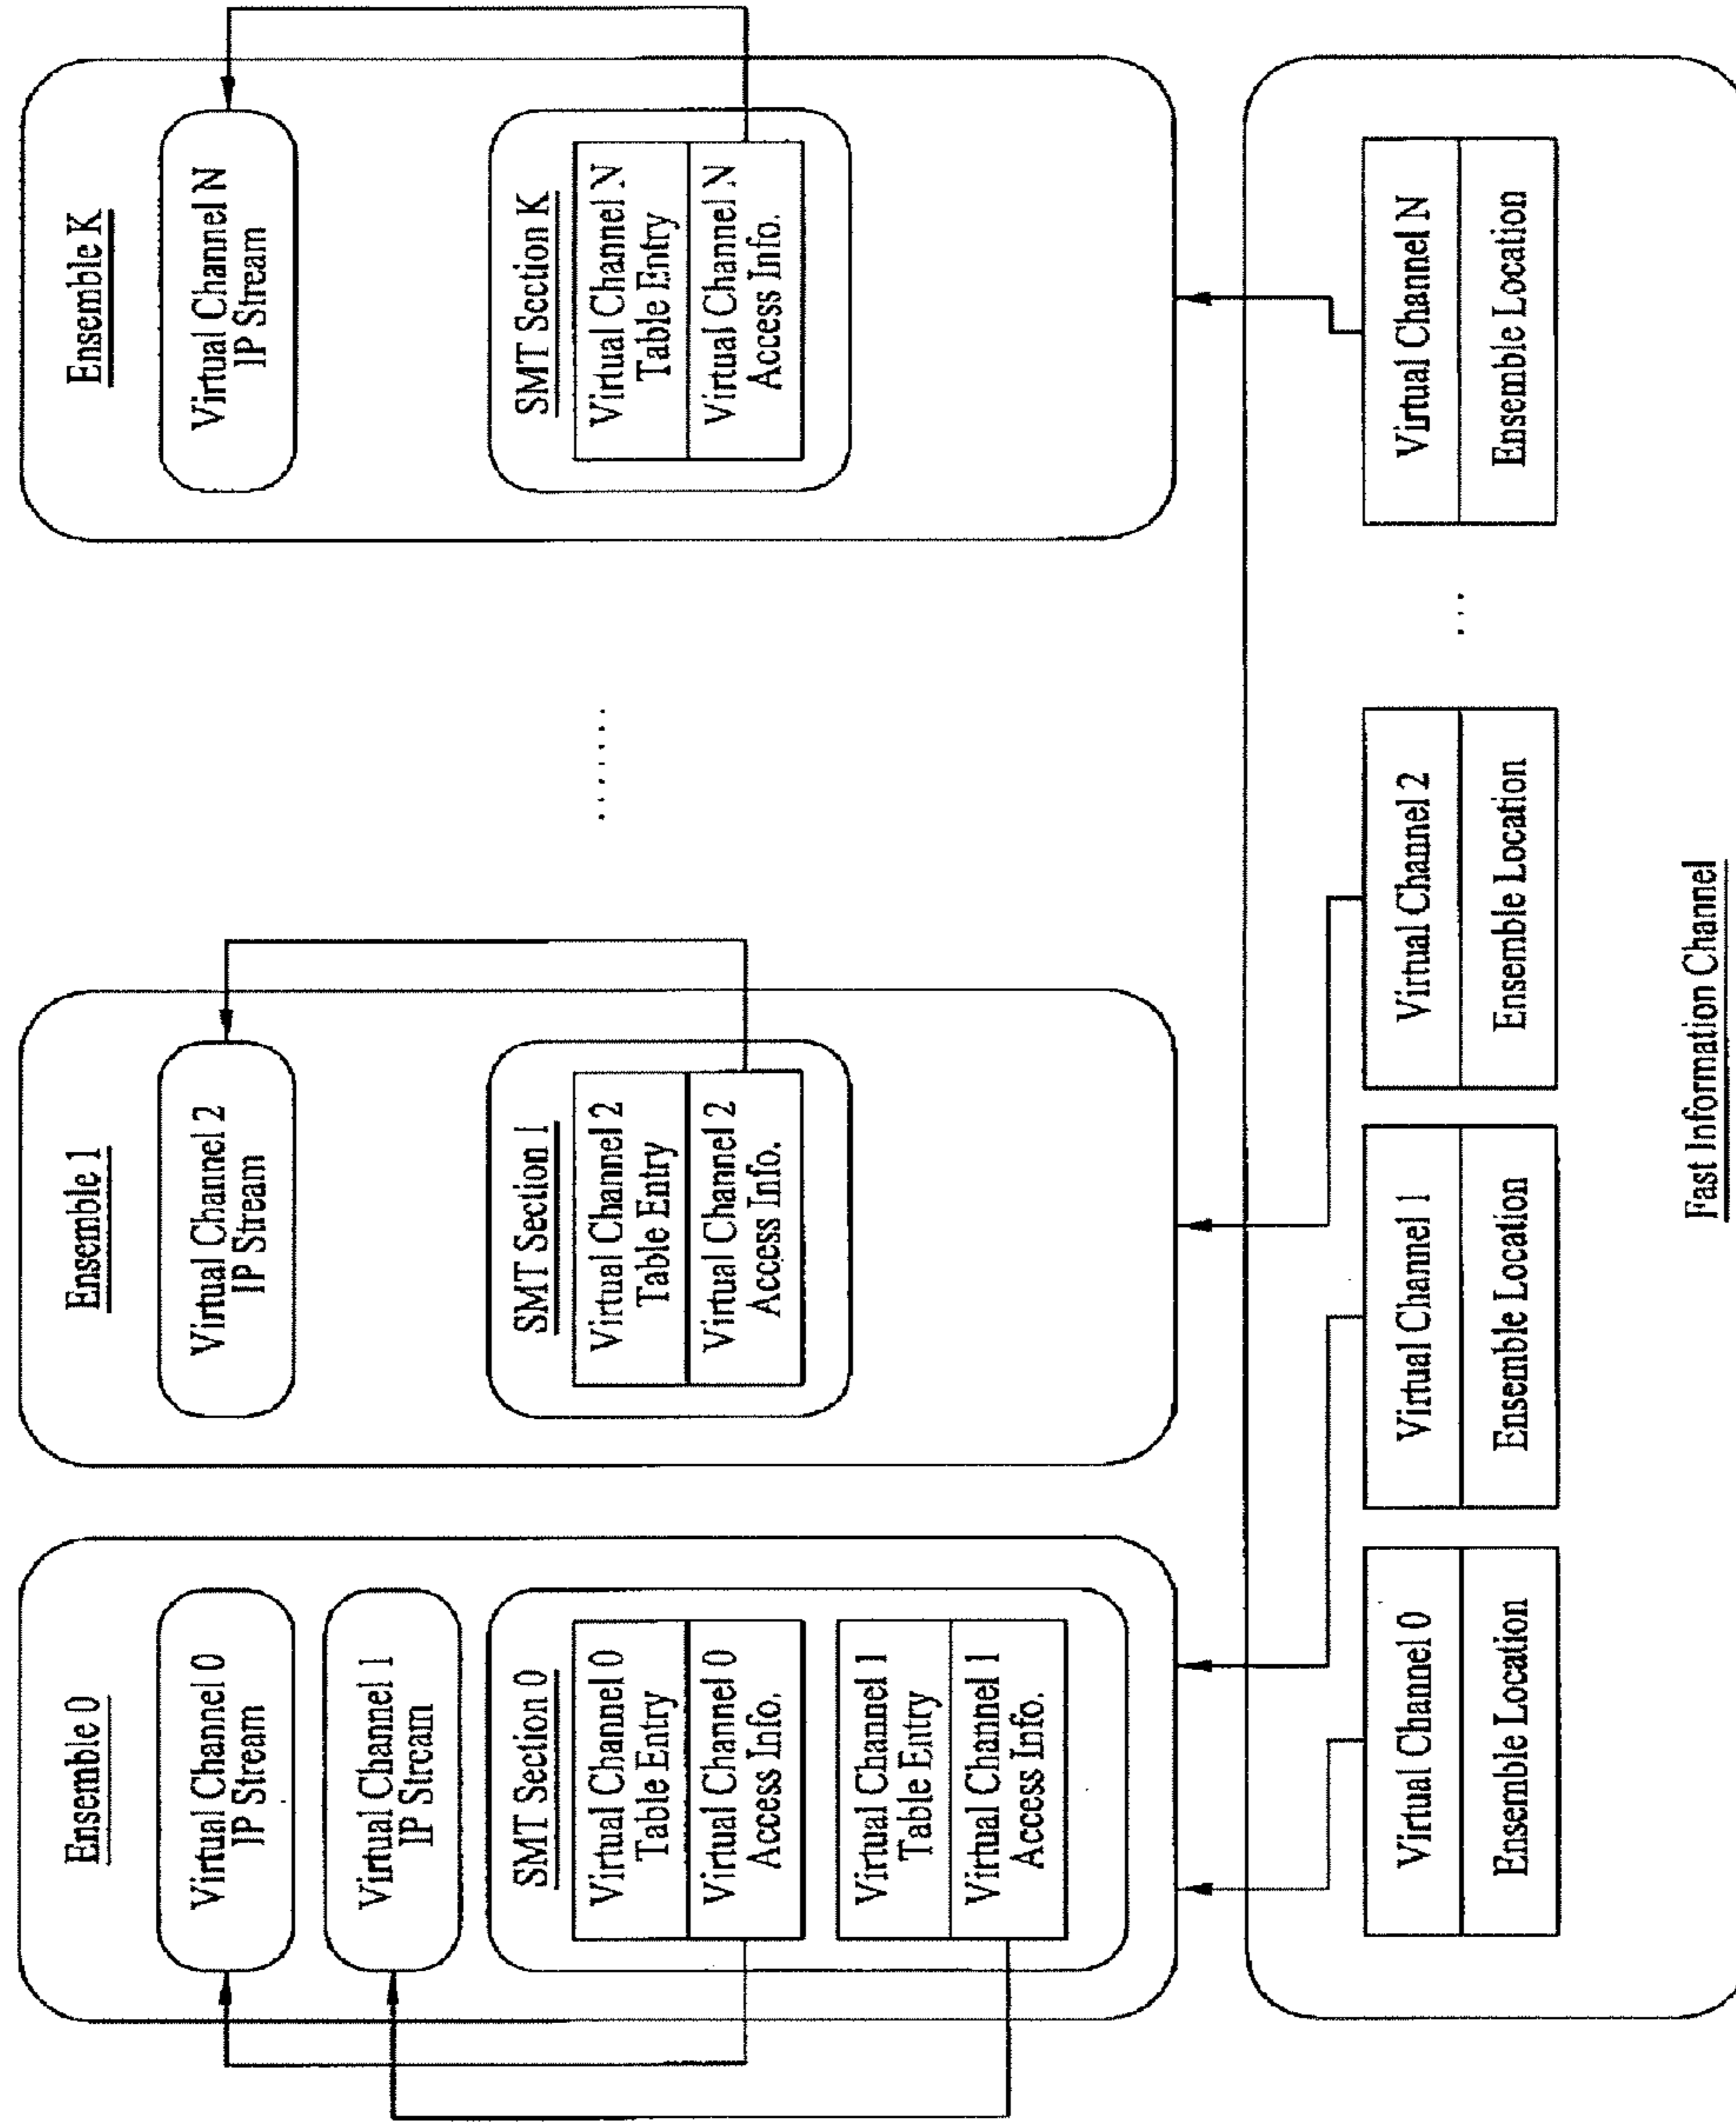 Ensemble 0
Virtual Channel 0
IP Stream
Virtual Channel 1
IP Stream
SMT Section 0
Virtual Channel 0
Table Entry
Virtual Channel 0
Access Info.
Virtual Channel 1
Table Entry
Virtual Channel 1
Access Info.
Ensemble 1
Virtual Channel 2
IP Stream
SMT Section 1
Virtual Channel 2
Table Entry
Virtual Channel 2
Access Info.
........
Ensemble K
Virtual Channel N
IP Stream
SMT Section K
Virtual Channel N
Table Entry
Virtual Channel N
Access Info.
Virtual Channel 0
Ensemble Location
Virtual Channel 1
Ensemble Location
Virtual Channel 2
Ensemble Location
...
Virtual Channel N
Ensemble Location
Fast Information Channel